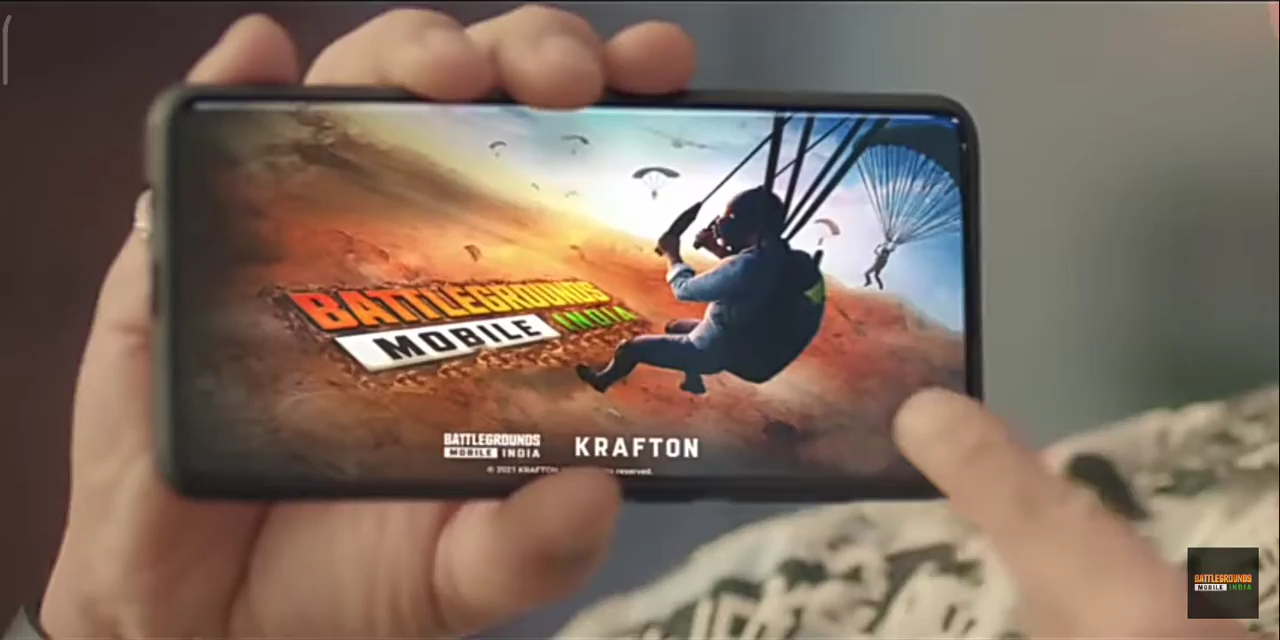 BATTLEGROUNDS
MOBILE INDIA
BATTLEGROUNDS
MOBILE INDIA
KRAFTON
© 2021 KRAFTON reserved.
BATTLEGROUNDS
MOBILE INDIA